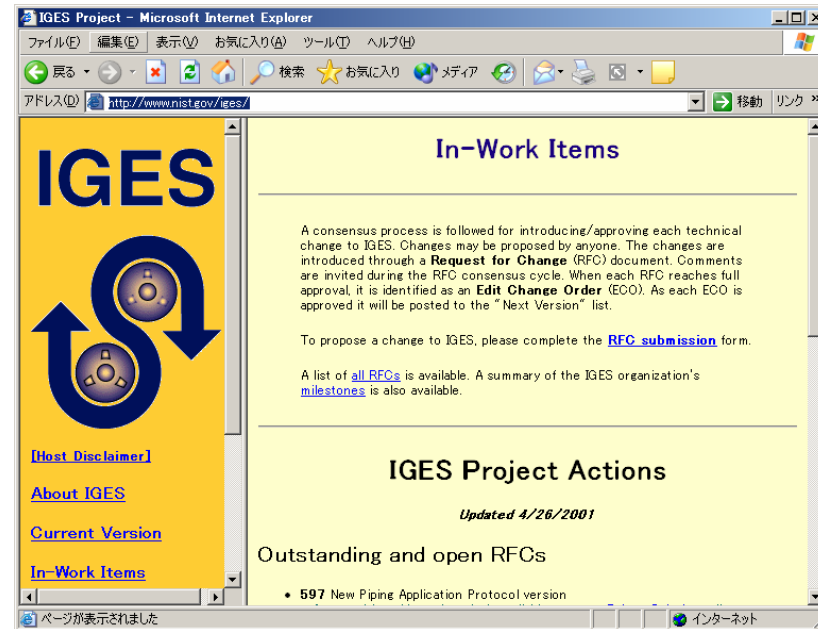 IGES Project - Microsoft Internet Explorer
ファイル(F) 編集(E) 表示(V) お気に入り(A) ツール(T) ヘルプ(H)
戻る 検索 お気に入り メディア
アドレス(D) http://www.nist.gov/iges/ 移動 リンク »
IGES
[Host Disclaimer]
About IGES
Current Version
In-Work Items
In-Work Items
A consensus process is followed for introducing/approving each technical
change to IGES. Changes may be proposed by anyone. The changes are
introduced through a Request for Change (RFC) document. Comments
are invited during the RFC consensus cycle. When each RFC reaches full
approval, it is identified as an Edit Change Order (ECO). As each ECO is
approved it will be posted to the "Next Version" list.
To propose a change to IGES, please complete the RFC submission form.
A list of all RFCs is available. A summary of the IGES organization's
milestones is also available.
IGES Project Actions
Updated 4/26/2001
Outstanding and open RFCs
• 597 New Piping Application Protocol version
ページが表示されました インターネット